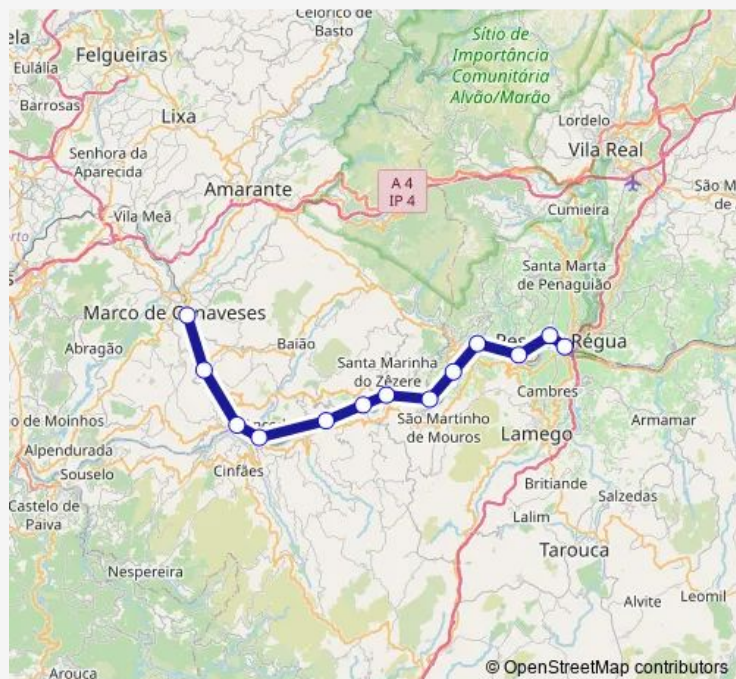 Celorico de
Basto
ela
Felgueiras
Eulália
Barrosas
Lixa
Sítio de
Importância
Comunitária
Alvão/Marão
Lordelo
Vila Real
Senhora da
Aparecida
Amarante
A 4
IP 4
São M
de
Cumieira
Vila Meã
Santa Marta
de Penaguião
Marco de Canaveses
Régua
Abragão
Baião
Santa Marinha
do Zêzere
Cambres
o de Moinhos
São Martinho
de Mouros
Armamar
Alpendurada
Lamego
Souselo
Cinfães
Britiande
Salzedas
Castelo de
Paiva
Lalim
Tarouca
Nespereira
Alvite
Leomil
Arouca
© OpenStreetMap contributors